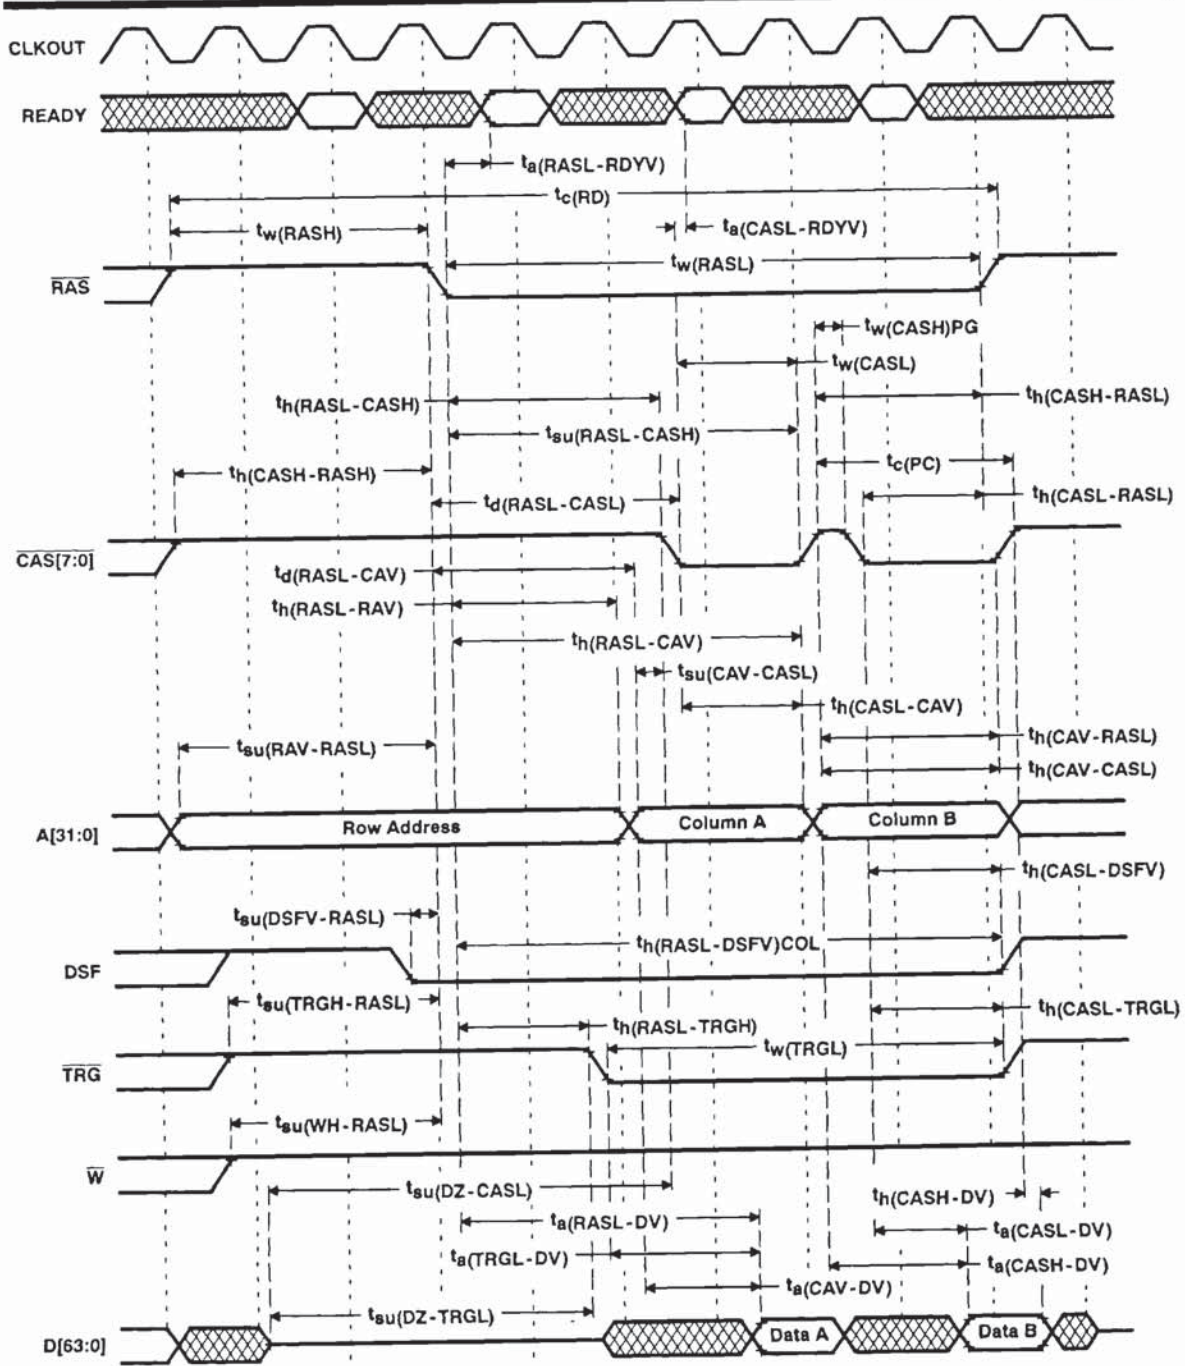 CLKOUT
READY
ta(RASL-RDYV)
tc(RD)
tw(RASH)
ta(CASL-RDYV)
tw(RASL)
RAS
tw(CASH)PG
tw(CASL)
th(RASL-CASH)
th(CASH-RASL)
tsu(RASL-CASH)
tc(PC)
th(CASH-RASH)
td(RASL-CASL)
th(CASL-RASL)
CAS[7:0]
td(RASL-CAV)
th(RASL-RAV)
th(RASL-CAV)
tsu(CAV-CASL)
th(CASL-CAV)
tsu(RAV-RASL)
th(CAV-RASL)
th(CAV-CASL)
A[31:0]
Row Address
Column A
Column B
th(CASL-DSFV)
tsu(DSFV-RASL)
th(RASL-DSFV)COL
DSF
tsu(TRGH-RASL)
th(CASL-TRGL)
th(RASL-TRGH)
tw(TRGL)
TRG
tsu(WH-RASL)
W
tsu(DZ-CASL)
th(CASH-DV)
ta(RASL-DV)
ta(CASL-DV)
ta(TRGL-DV)
ta(CASH-DV)
ta(CAV-DV)
tsu(DZ-TRGL)
D[63:0]
Data A
Data B